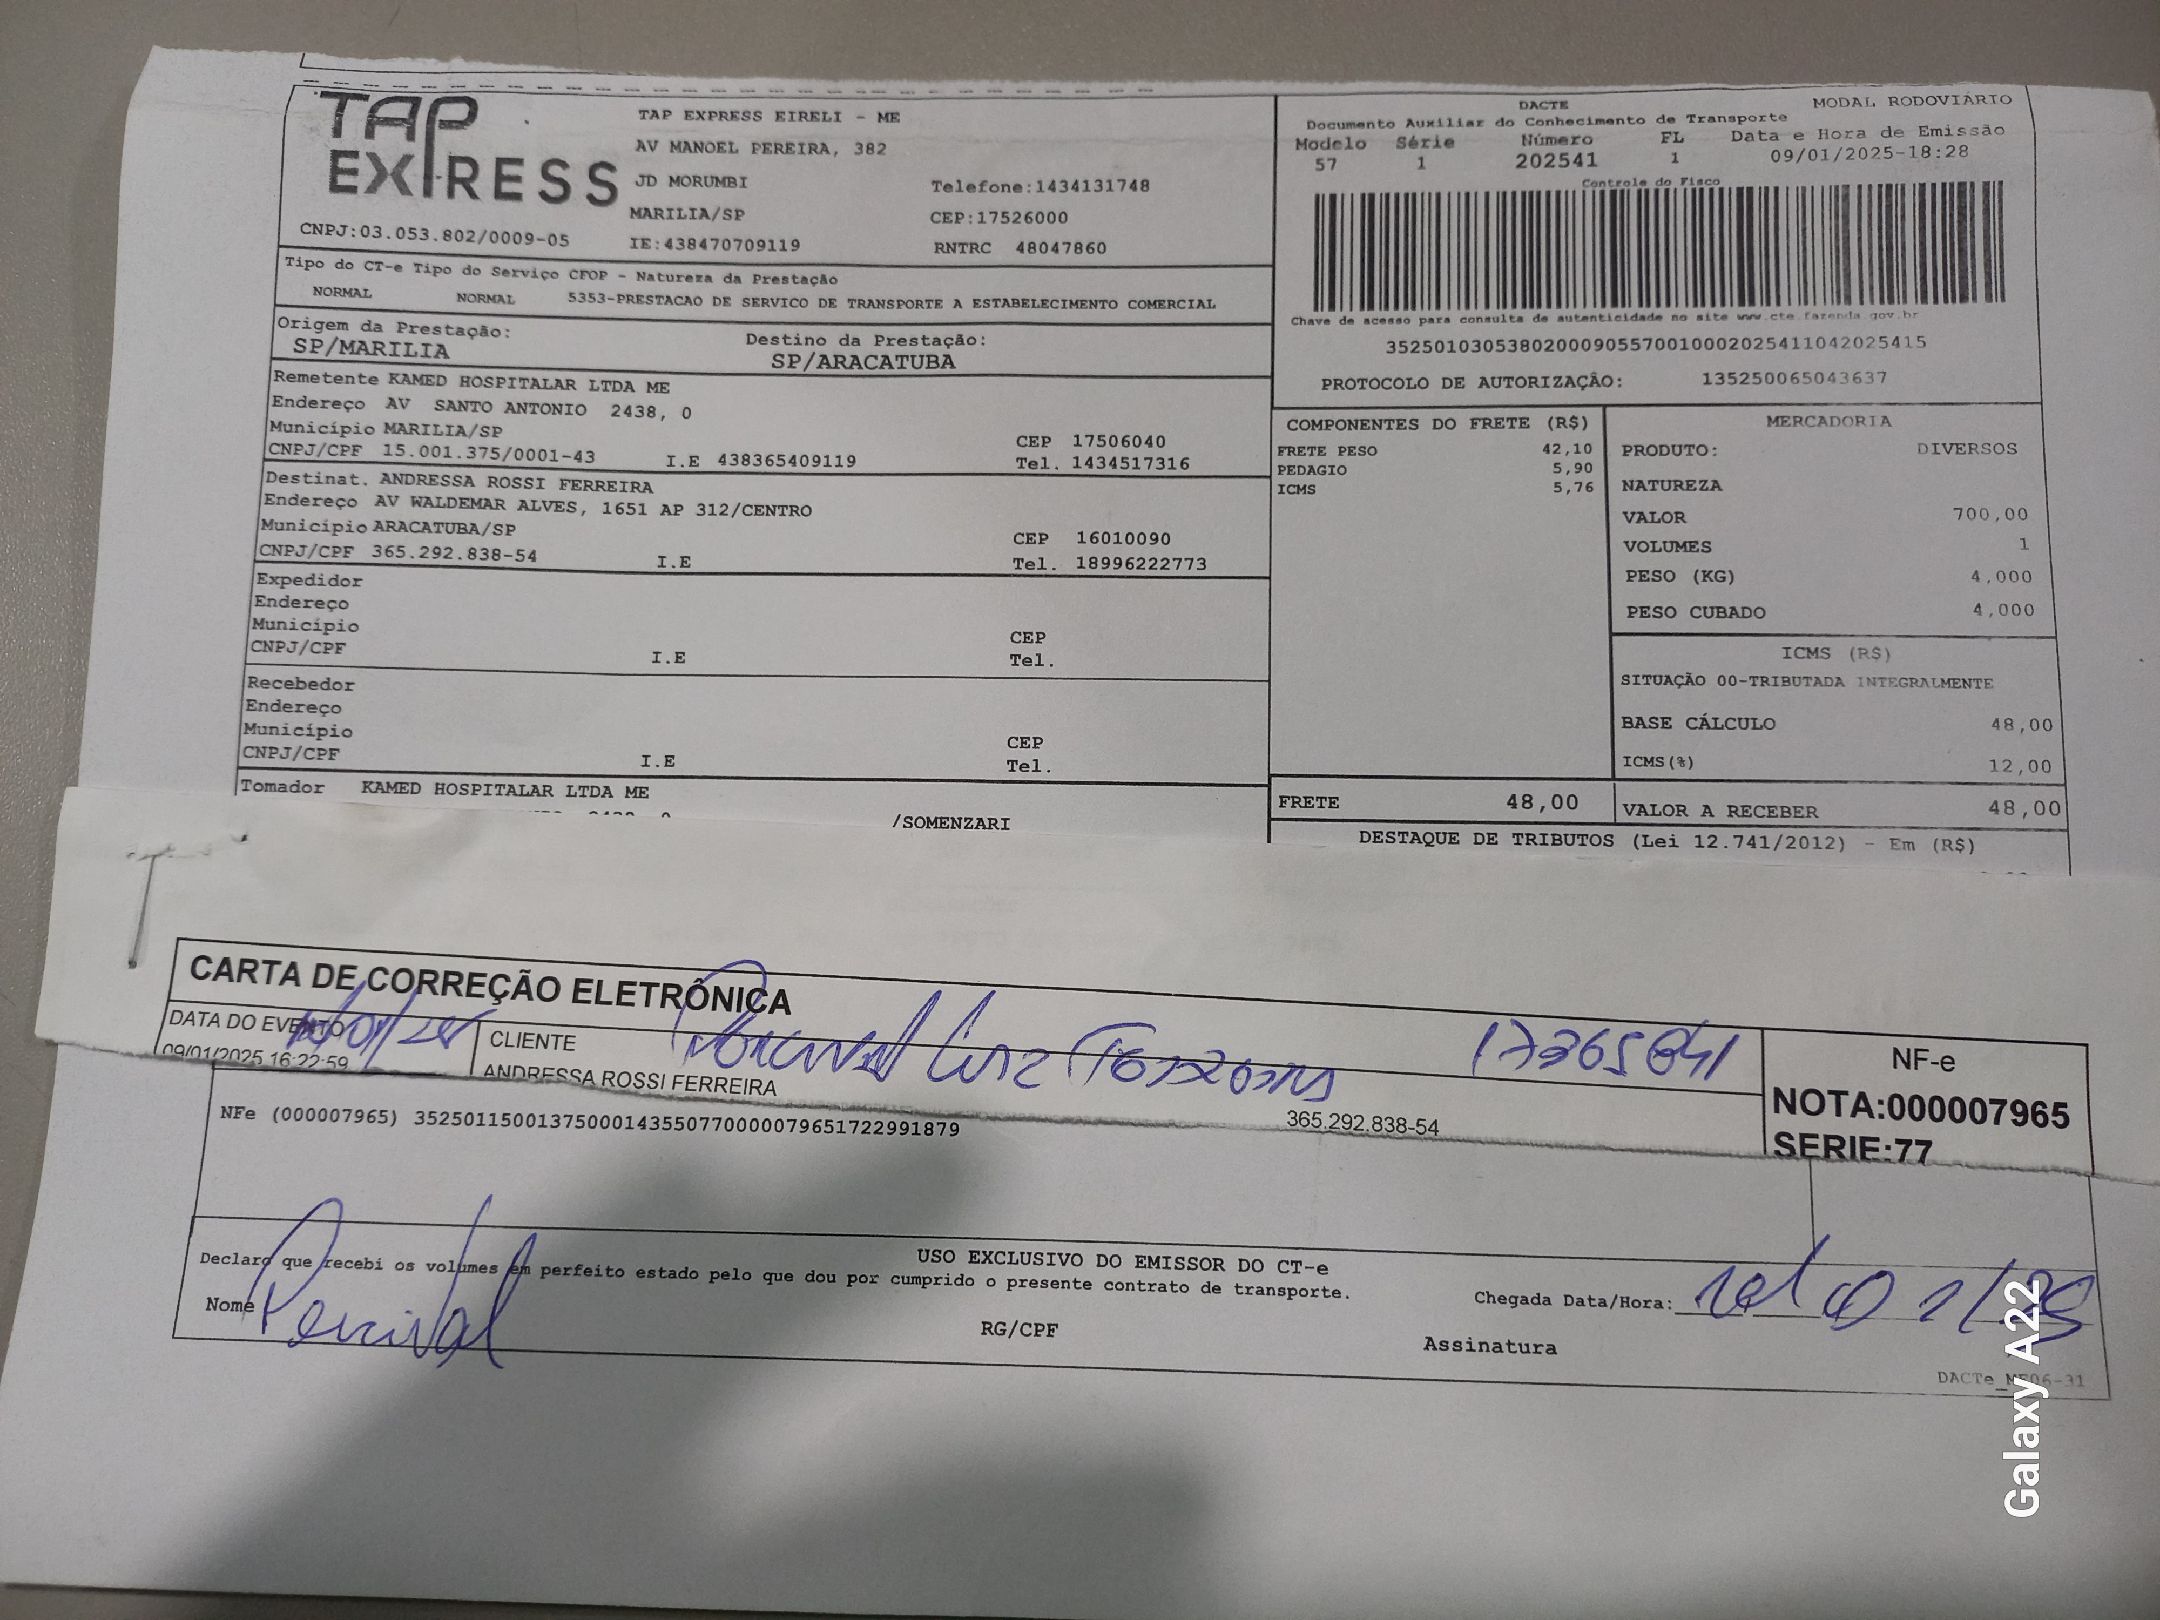 TAP EXPRESS
TAP EXPRESS EIRELI - ME
AV MANOEL PEREIRA, 382
JD MORUMBI Telefone:1434131748
MARILIA/SP CEP:17526000
CNPJ:03.053.802/0009-05 IE:438470709119 RNTRC 48047860
DACTE MODAL RODOVIÁRIO
Documento Auxiliar do Conhecimento de Transporte
Modelo Série Número FL Data e Hora de Emissão
57 1 202541 1 09/01/2025-18:28
Controle do Fisco
Chave de acesso para consulta de autenticidade no site www.cte.fazenda.gov.br
35250103053802000905570010002025411042025415
PROTOCOLO DE AUTORIZAÇÃO: 135250065043637
Tipo do CT-e Tipo do Serviço CFOP - Natureza da Prestação
NORMAL NORMAL 5353-PRESTACAO DE SERVICO DE TRANSPORTE A ESTABELECIMENTO COMERCIAL
Origem da Prestação: Destino da Prestação:
SP/MARILIA SP/ARACATUBA
Remetente KAMED HOSPITALAR LTDA ME
Endereço AV SANTO ANTONIO 2438, 0
Município MARILIA/SP CEP 17506040
CNPJ/CPF 15.001.375/0001-43 I.E 438365409119 Tel. 1434517316
Destinat. ANDRESSA ROSSI FERREIRA
Endereço AV WALDEMAR ALVES, 1651 AP 312/CENTRO
Município ARACATUBA/SP CEP 16010090
CNPJ/CPF 365.292.838-54 I.E Tel. 18996222773
Expedidor
Endereço
Município CEP
CNPJ/CPF I.E Tel.
Recebedor
Endereço
Município CEP
CNPJ/CPF I.E Tel.
Tomador KAMED HOSPITALAR LTDA ME
/SOMENZARI
COMPONENTES DO FRETE (R$)
FRETE PESO 42,10
PEDAGIO 5,90
ICMS 5,76
MERCADORIA
PRODUTO: DIVERSOS
NATUREZA
VALOR 700,00
VOLUMES 1
PESO (KG) 4,000
PESO CUBADO 4,000
ICMS (R$)
SITUAÇÃO 00-TRIBUTADA INTEGRALMENTE
BASE CÁLCULO 48,00
ICMS(%) 12,00
FRETE 48,00 VALOR A RECEBER 48,00
DESTAQUE DE TRIBUTOS (Lei 12.741/2012) - Em (R$)
CARTA DE CORREÇÃO ELETRÔNICA
DATA DO EVENTO CLIENTE
09/01/2025 16:22:59 ANDRESSA ROSSI FERREIRA
Percival Luiz
365.292.838-54
NF-e
NOTA:000007965
SERIE:77
NFe (000007965) 35250115001375000143550770000079651722991879
USO EXCLUSIVO DO EMISSOR DO CT-e
Declaro que recebi os volumes em perfeito estado pelo que dou por cumprido o presente contrato de transporte.
Nome Percival RG/CPF Assinatura
Chegada Data/Hora: 10/01/25
Galaxy A22